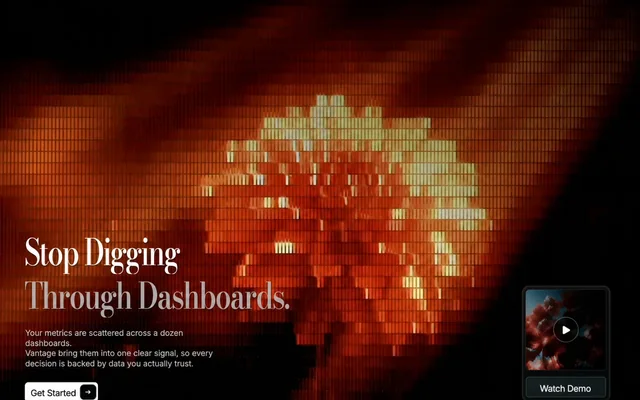 Stop Digging
Through Dashboards.
Your metrics are scattered across a dozen
dashboards.
Vantage bring them into one clear signal, so every
decision is backed by data you actually trust.
Get Started
Watch Demo